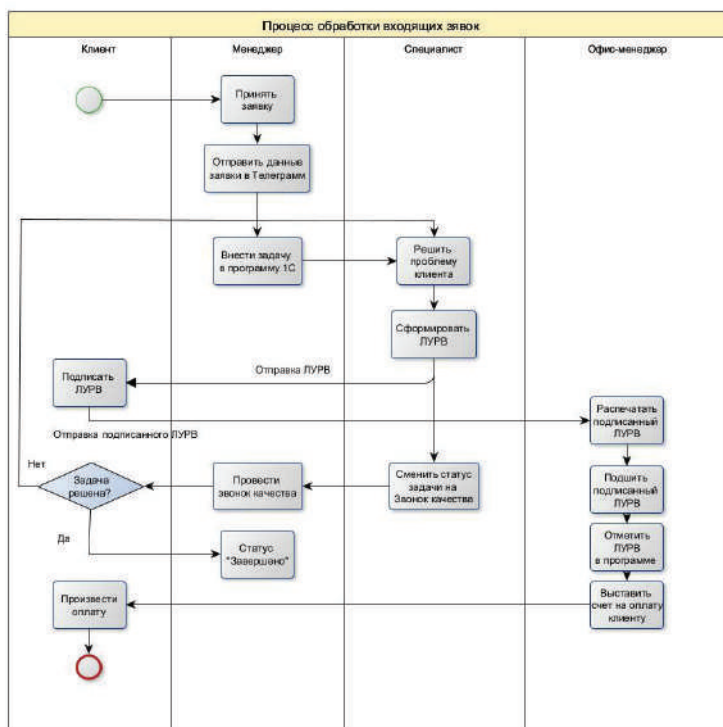 Процесс обработки входящих зявок
Клиент
Менеджер
Специалист
Офис-менеджер
Принять
заявку
Отправить данные
заявки в Телеграмм
Внести задачу
в программу 1С
Решить
проблему
клиента
Сформировать
ЛУРВ
Отправка ЛУРВ
Подписать
ЛУРВ
Распечатать
подписанный
ЛУРВ
Отправка подписанного ЛУРВ
Нет
Задача
решена?
Провести
звонок качества
Сменить статус
задачи на
Звонок качества
Подшить
подписанный
ЛУРВ
Да
Статус
"Завершено"
Отметить
ЛУРВ
в программе
Произвести
оплату
Выставить
счет на оплату
клиенту